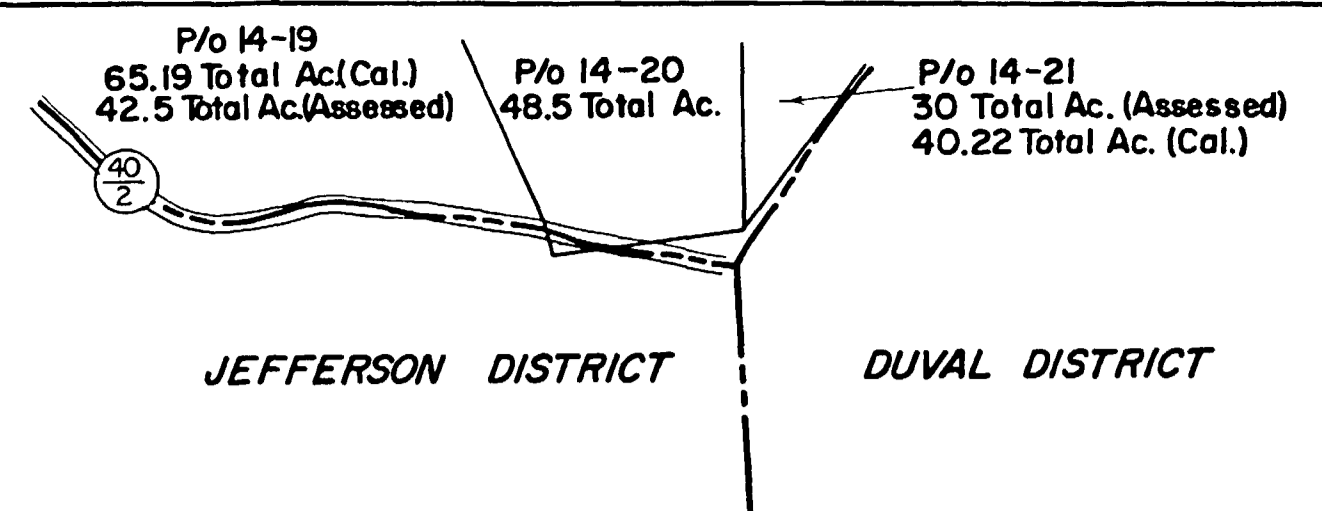 P/o 14-19
65.19 Total Ac.(Cal.)
42.5 Total Ac.(Assessed)
P/o 14-20
48.5 Total Ac.
P/o 14-21
30 Total Ac. (Assessed)
40.22 Total Ac. (Cal.)
40
2
JEFFERSON DISTRICT
DUVAL DISTRICT